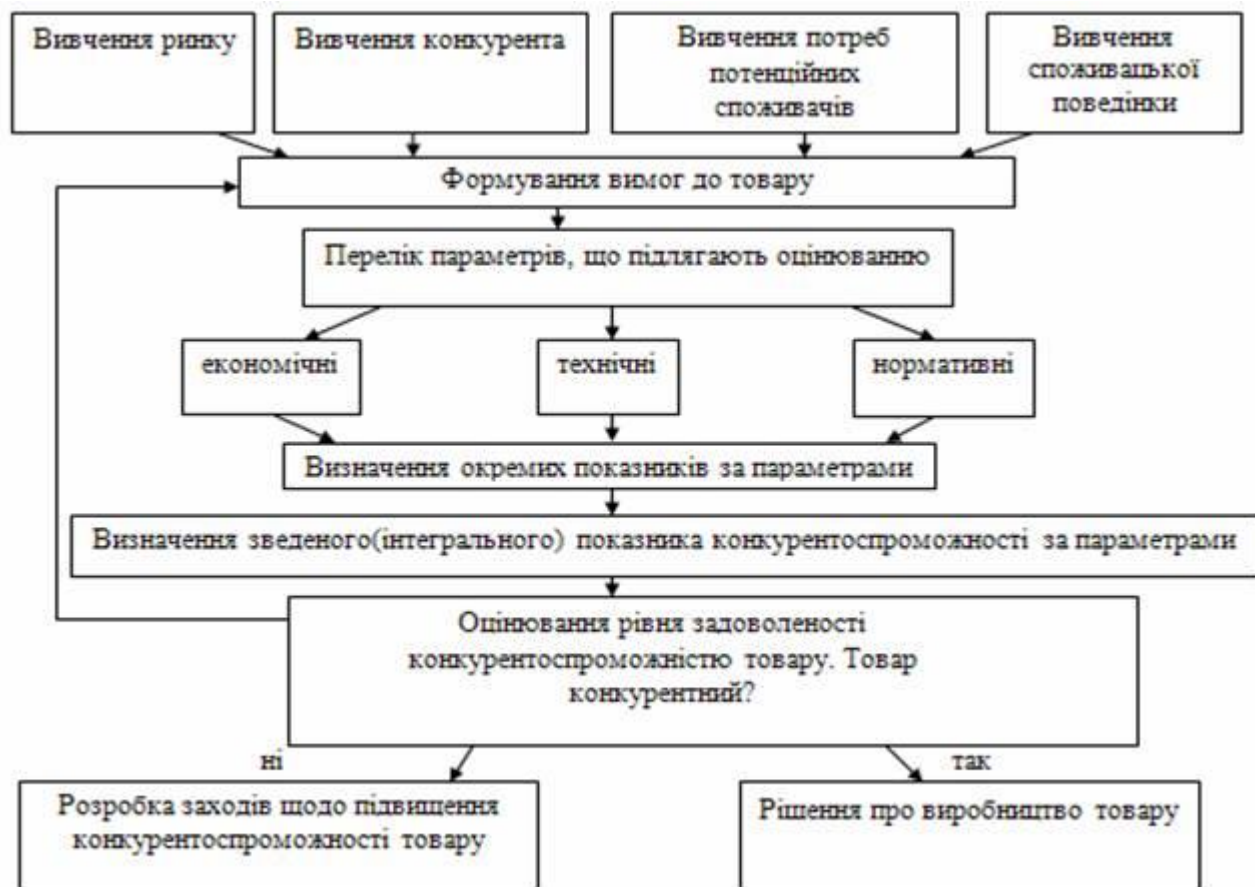 Вивчення ринку
Вивчення конкурента
Вивчення потреб
потенційних
споживачів
Вивчення
споживацької
поведінки
Формування вимог до товару
Перелік параметрів, що підлягають оцінюванню
економічні
технічні
нормативні
Визначення окремих показників за параметрами
Визначення зведеного(інтегрального) показника конкурентоспроможності за параметрами
Оцінювання рівня задоволеності
конкурентоспроможністю товару. Товар
конкурентний?
ні
так
Розробка заходів щодо підвищення
конкурентоспроможності товару
Рішення про виробництво товару